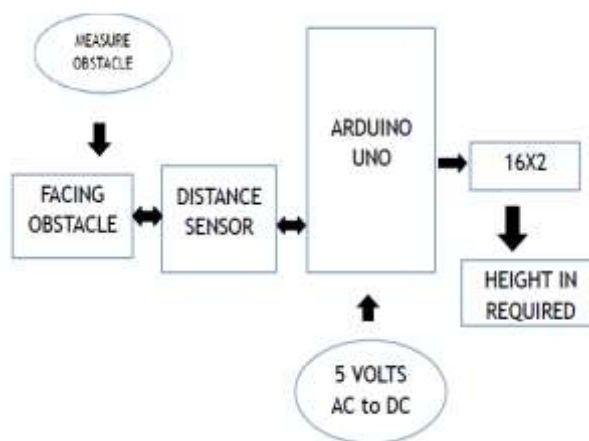 MEASURE
OBSTACLE
FACING
OBSTACLE
DISTANCE
SENSOR
ARDUINO
UNO
16X2
HEIGHT IN
REQUIRED
5 VOLTS
AC to DC